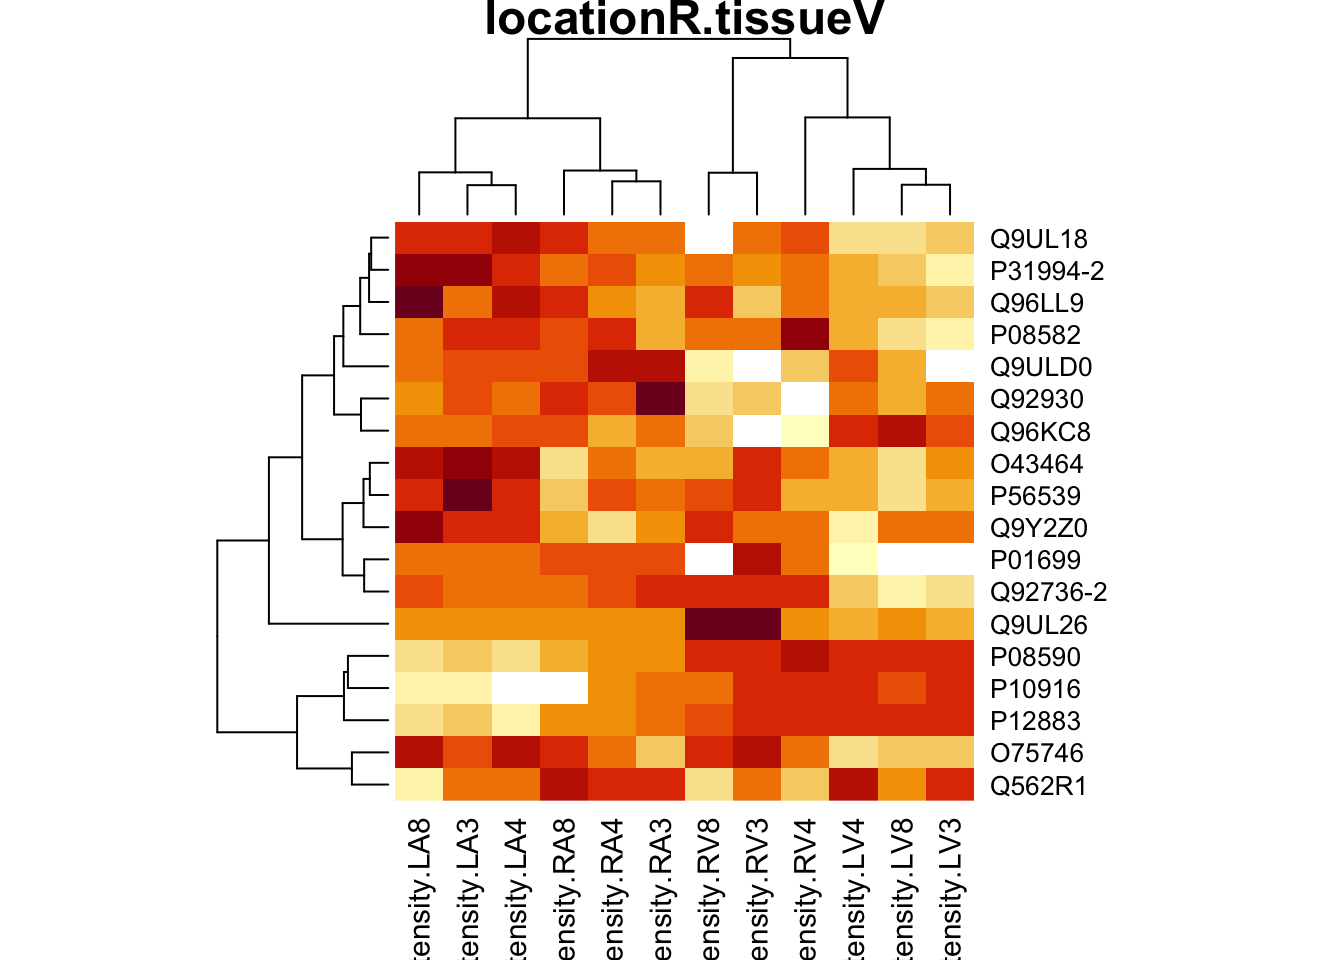 locationR.tissueV
Q9UL18
P31994-2
Q96LL9
P08582
Q9ULD0
Q92930
Q96KC8
O43464
P56539
Q9Y2Z0
P01699
Q92736-2
Q9UL26
P08590
P10916
P12883
O75746
Q562R1
tensity.LA8
tensity.LA3
tensity.LA4
ensity.RA8
ensity.RA4
ensity.RA3
ensity.RV8
ensity.RV3
ensity.RV4
tensity.LV4
tensity.LV8
tensity.LV3